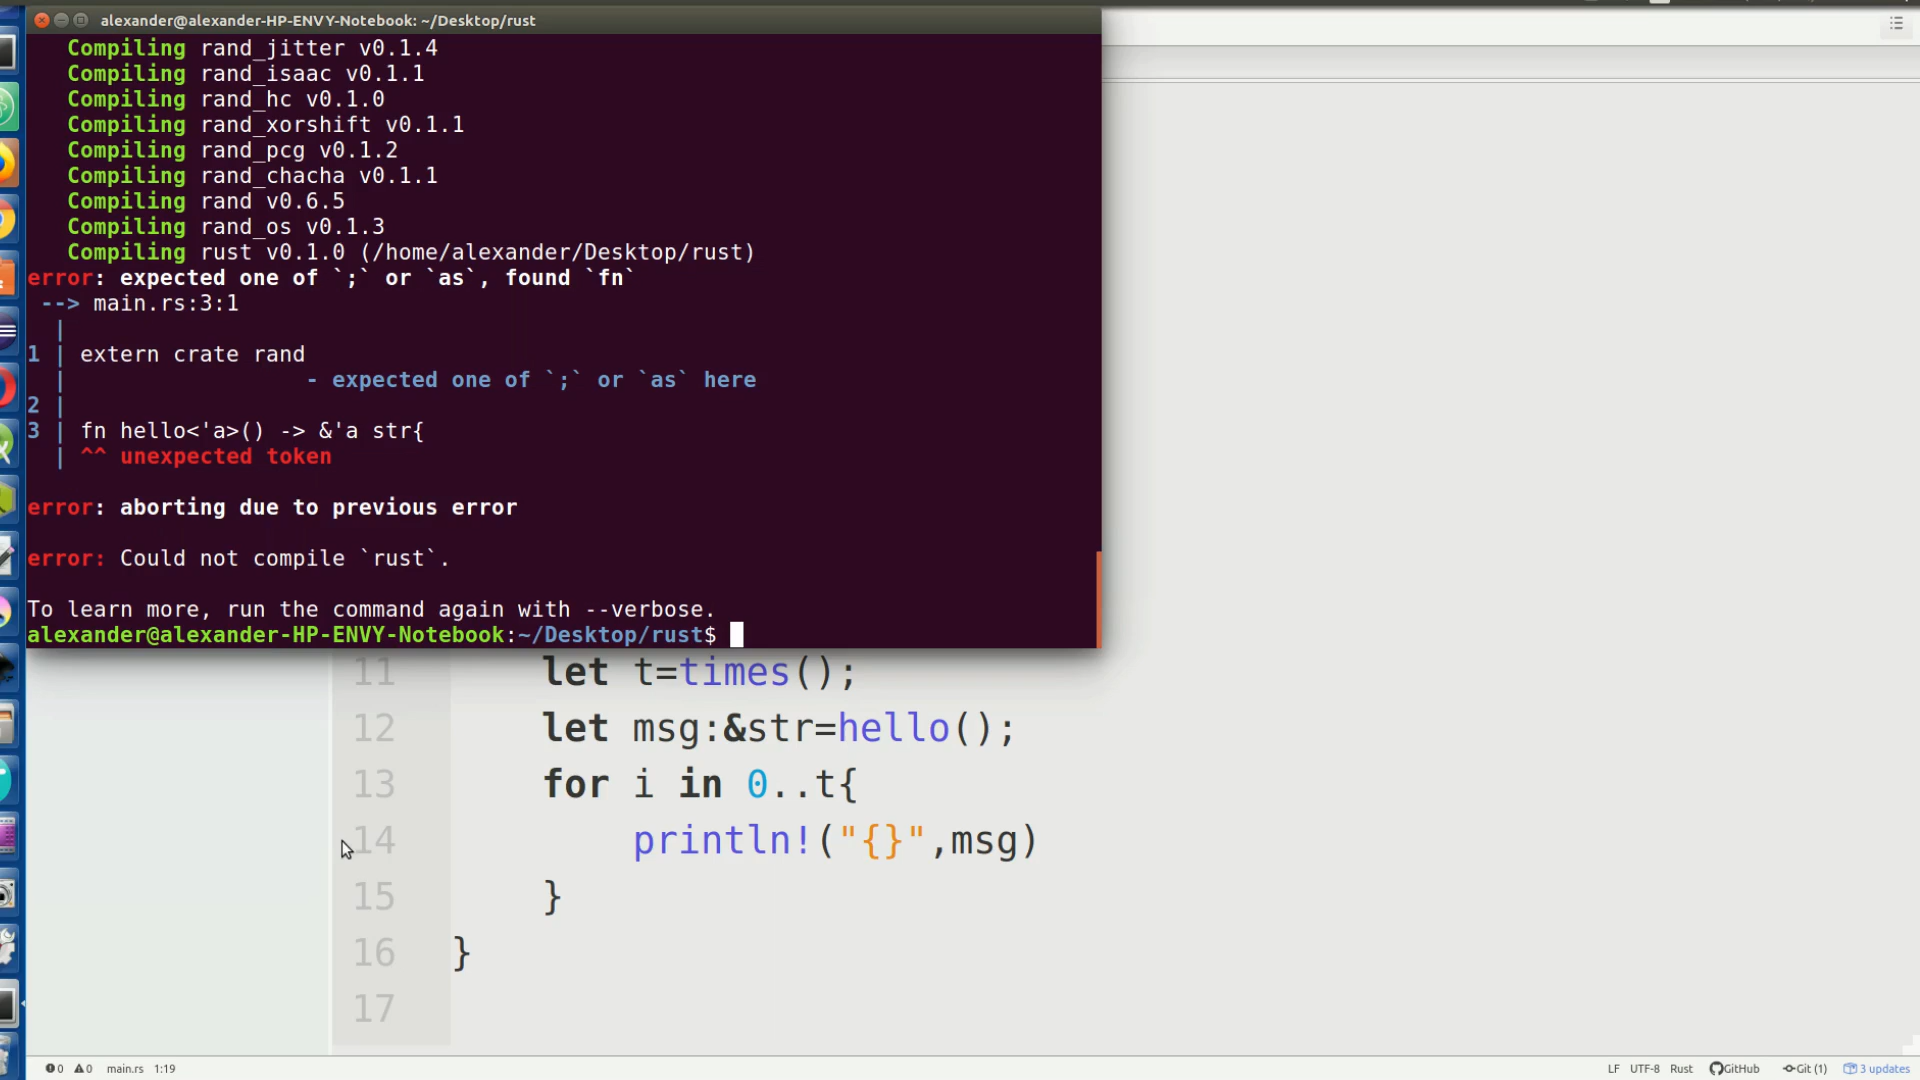 alexander@alexander-HP-ENVY-Notebook: ~/Desktop/rust
Compiling rand_jitter v0.1.4
Compiling rand_isaac v0.1.1
Compiling rand_hc v0.1.0
Compiling rand_xorshift v0.1.1
Compiling rand_pcg v0.1.2
Compiling rand_chacha v0.1.1
Compiling rand v0.6.5
Compiling rand_os v0.1.3
Compiling rust v0.1.0 (/home/alexander/Desktop/rust)
error: expected one of `;` or `as`, found `fn`
--> main.rs:3:1
|
1 | extern crate rand
| - expected one of `;` or `as` here
2 |
3 | fn hello<'a>() -> &'a str{
| ^^ unexpected token
error: aborting due to previous error
error: Could not compile `rust`.
To learn more, run the command again with --verbose.
alexander@alexander-HP-ENVY-Notebook:~/Desktop/rust$
11 let t=times();
12 let msg:&str=hello();
13 for i in 0..t{
14 println!("{}",msg)
15 }
16 }
17
0 0 main.rs 1:19 LF UTF-8 Rust GitHub Git (1) 3 updates